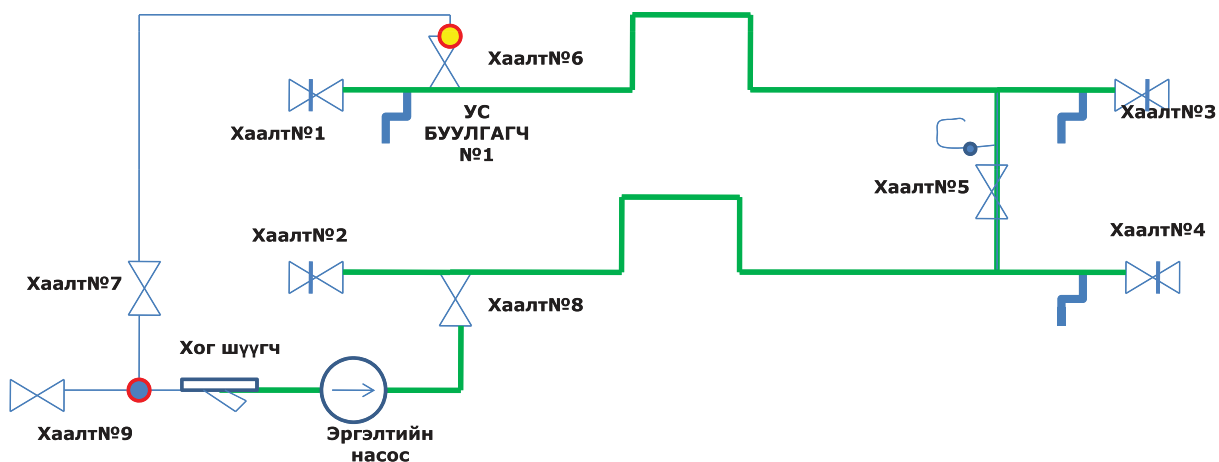 Хаалт№6
Хаалт№1
УС
БУУЛГАГЧ
№1
Хаалт№3
Хаалт№5
Хаалт№2
Хаалт№4
Хаалт№7
Хаалт№8
Хог шүүгч
Хаалт№9
Эргэлтийн
насос